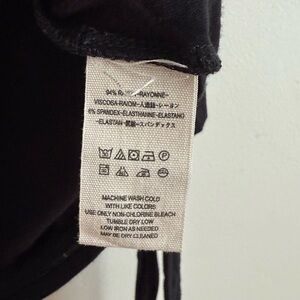 94% RAYON-RAYONNE-
VISCOSA-RAION-人造絲-レーヨン
6% SPANDEX-ELASTHANNE-ELASTANO
-ELASTAN-スパンデックス
MACHINE WASH COLD
WITH LIKE COLORS
USE ONLY NON-CHLORINE BLEACH
TUMBLE DRY LOW
LOW IRON AS NEEDED
MAY BE DRY CLEANED